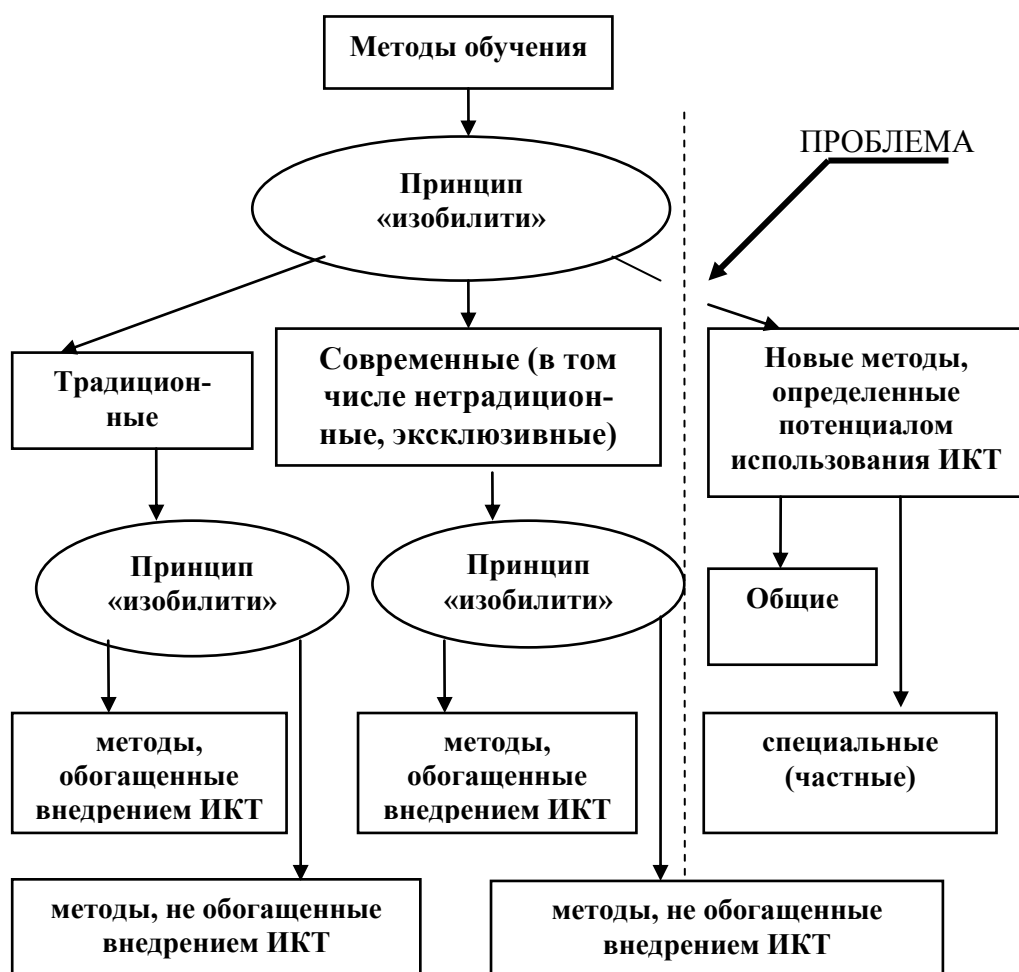 Методы обучения
ПРОБЛЕМА
Принцип
«изобилити»
Традицион-
ные
Современные (в том
числе нетрадицион-
ные, эксклюзивные)
Новые методы,
определенные
потенциалом
использования ИКТ
Принцип
«изобилити»
Принцип
«изобилити»
Общие
методы,
обогащенные
внедрением ИКТ
методы,
обогащенные
внедрением ИКТ
специальные
(частные)
методы, не обогащенные
внедрением ИКТ
методы, не обогащенные
внедрением ИКТ